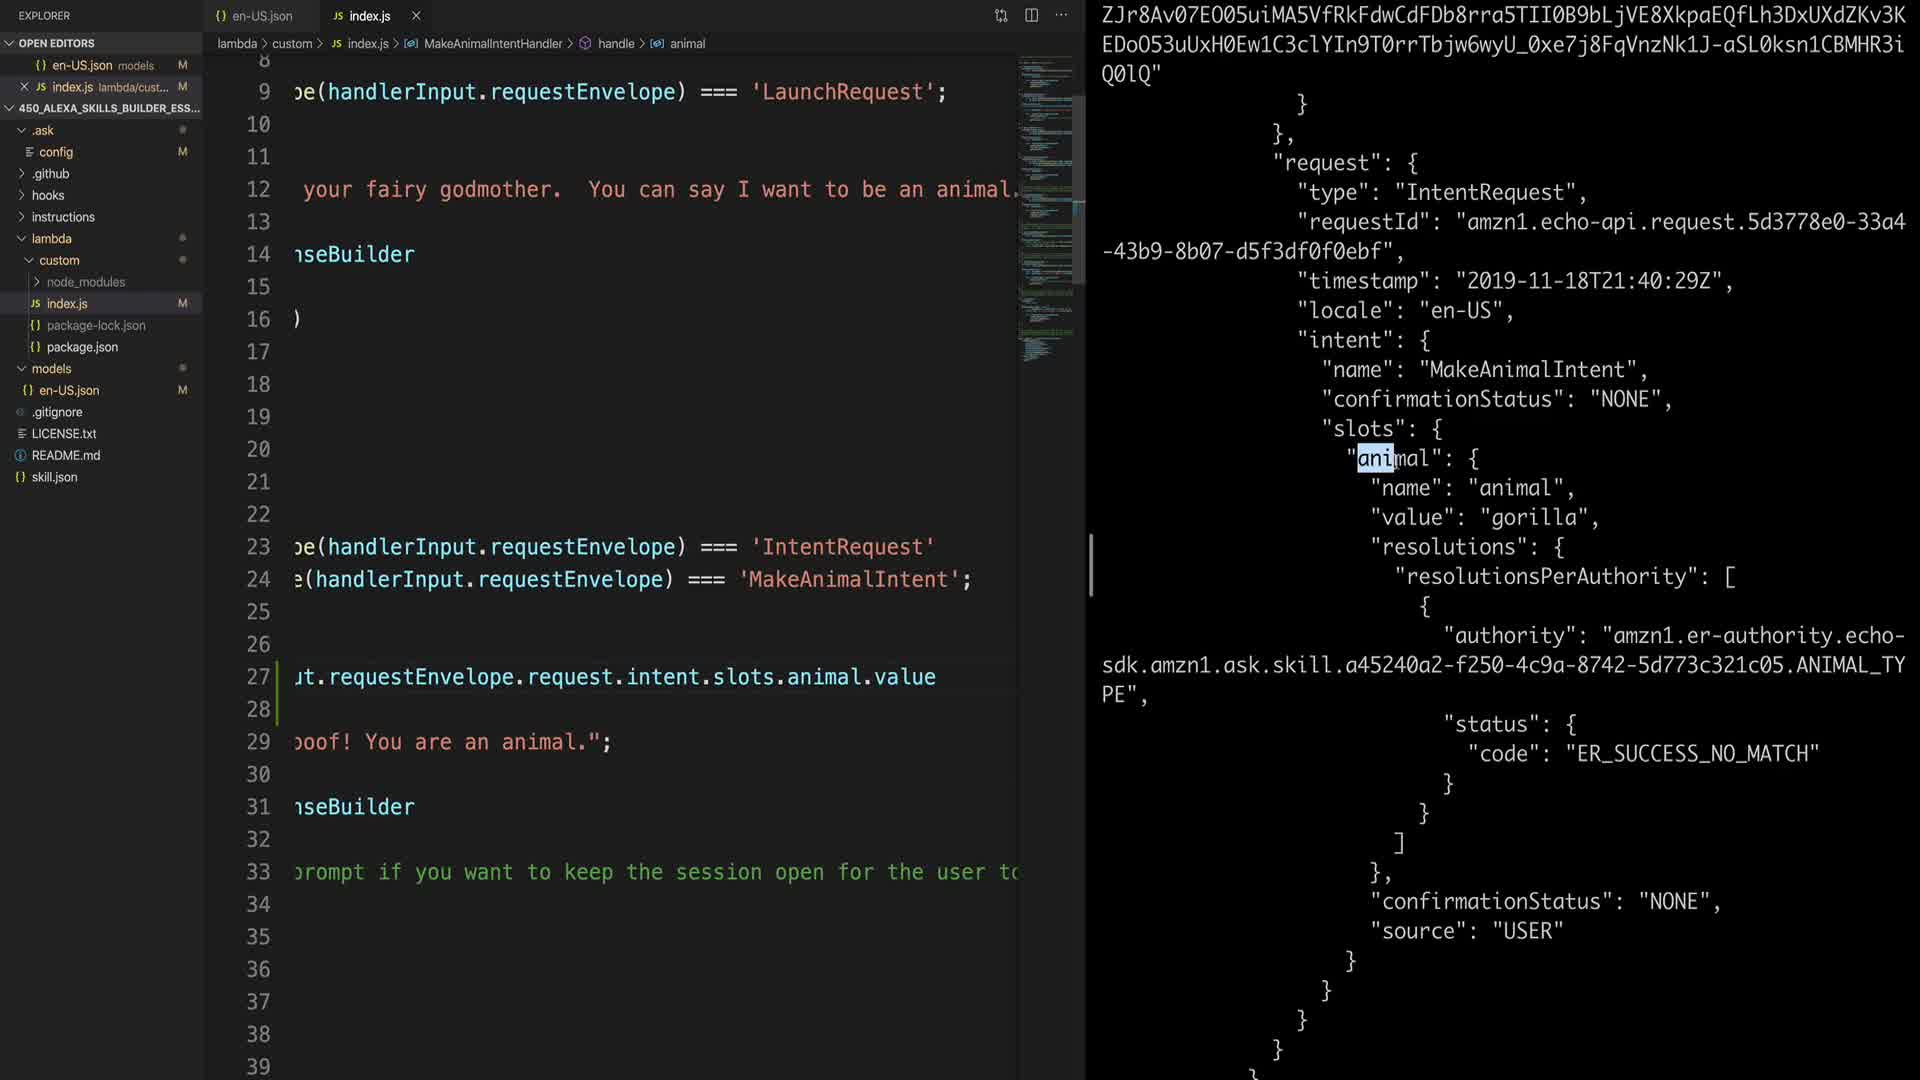 EXPLORER
OPEN EDITORS
{} en-US.json models M
JS index.js lambda/cust... M
450_ALEXA_SKILLS_BUILDER_ESS...
.ask
config M
.github
hooks
instructions
lambda
custom
node_modules
JS index.js M
{} package-lock.json
{} package.json
models
{} en-US.json M
.gitignore
LICENSE.txt
README.md
{} skill.json
{} en-US.json
JS index.js
lambda > custom > JS index.js > MakeAnimalIntentHandler > handle > animal
8
9 pe(handlerInput.requestEnvelope) === 'LaunchRequest';
10
11
12 your fairy godmother.  You can say I want to be an animal.
13
14 nseBuilder
15
16 )
17
18
19
20
21
22
23 pe(handlerInput.requestEnvelope) === 'IntentRequest'
24 e(handlerInput.requestEnvelope) === 'MakeAnimalIntent';
25
26
27 ut.requestEnvelope.request.intent.slots.animal.value
28
29 poof! You are an animal.";
30
31 nseBuilder
32
33 prompt if you want to keep the session open for the user to
34
35
36
37
38
39
ZJr8Av07EO05uiMA5VfRkFdwCdFDb8rra5TII0B9bLjVE8XkpaEQfLh3DxUXdZKv3K
EDoO53uUxH0Ew1C3clYIn9T0rrTbjw6wyU_0xe7j8FqVnzNk1J-aSL0ksn1CBMHR3i
Q0lQ"
}
},
"request": {
"type": "IntentRequest",
"requestId": "amzn1.echo-api.request.5d3778e0-33a4
-43b9-8b07-d5f3df0f0ebf",
"timestamp": "2019-11-18T21:40:29Z",
"locale": "en-US",
"intent": {
"name": "MakeAnimalIntent",
"confirmationStatus": "NONE",
"slots": {
"animal": {
"name": "animal",
"value": "gorilla",
"resolutions": {
"resolutionsPerAuthority": [
{
"authority": "amzn1.er-authority.echo-
sdk.amzn1.ask.skill.a45240a2-f250-4c9a-8742-5d773c321c05.ANIMAL_TY
PE",
"status": {
"code": "ER_SUCCESS_NO_MATCH"
}
}
]
},
"confirmationStatus": "NONE",
"source": "USER"
}
}
}
}
}